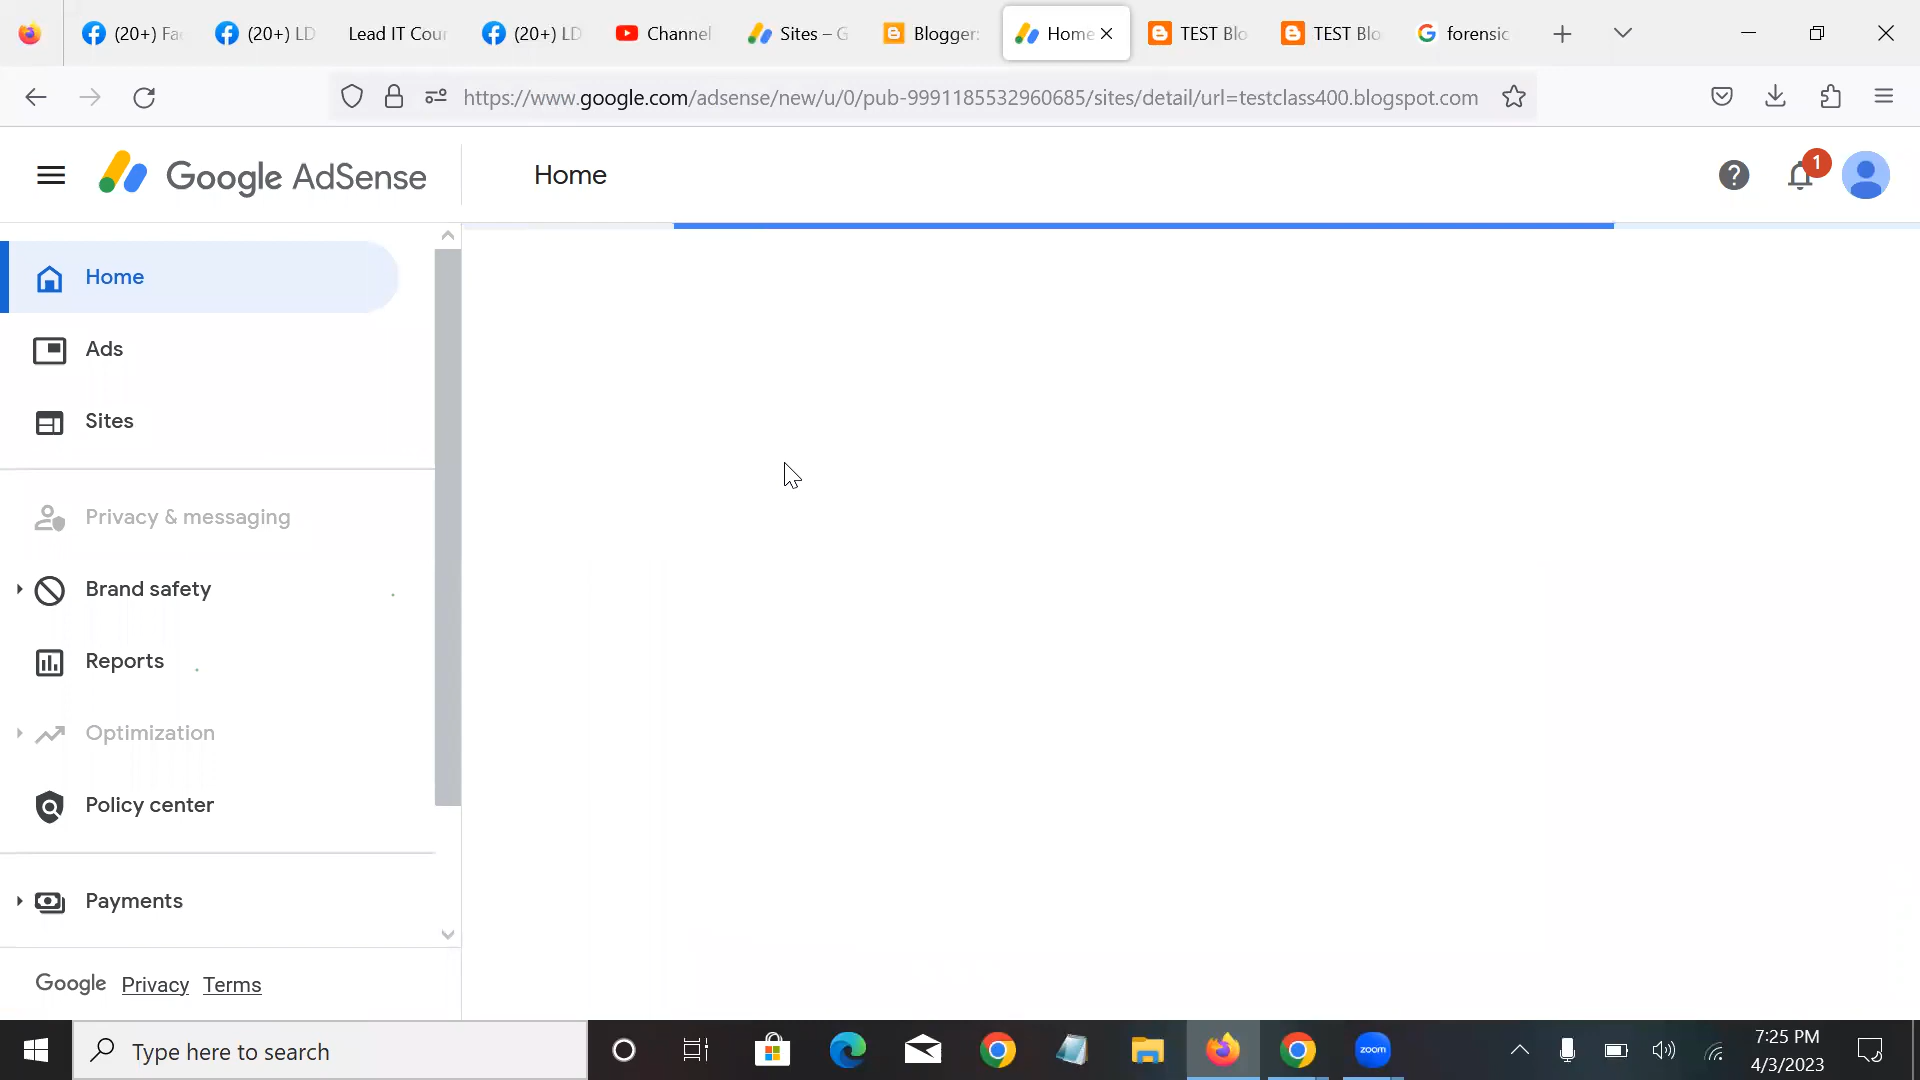 (20+) Fa
(20+) LD
Lead IT Cou
(20+) LD
Channel
Sites – G
Blogger:
Home
TEST Blo
TEST Blo
forensic
https://www.google.com/adsense/new/u/0/pub-9991185532960685/sites/detail/url=testclass400.blogspot.com
Google AdSense
Home
1
Home
Ads
Sites
Privacy & messaging
Brand safety
Reports
Optimization
Policy center
Payments
Google Privacy Terms
Type here to search
zoom
7:25 PM
4/3/2023